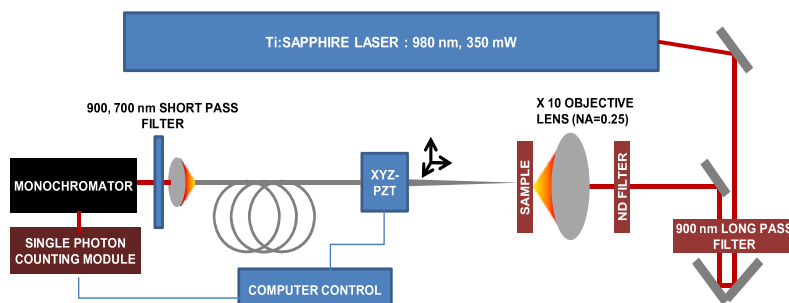 Ti:SAPPHIRE LASER : 980 nm, 350 mW
900, 700 nm SHORT PASS
FILTER
X 10 OBJECTIVE
LENS (NA=0.25)
MONOCHROMATOR
XYZ-
PZT
SAMPLE
ND FILTER
SINGLE PHOTON
COUNTING MODULE
900 nm LONG PASS
FILTER
COMPUTER CONTROL